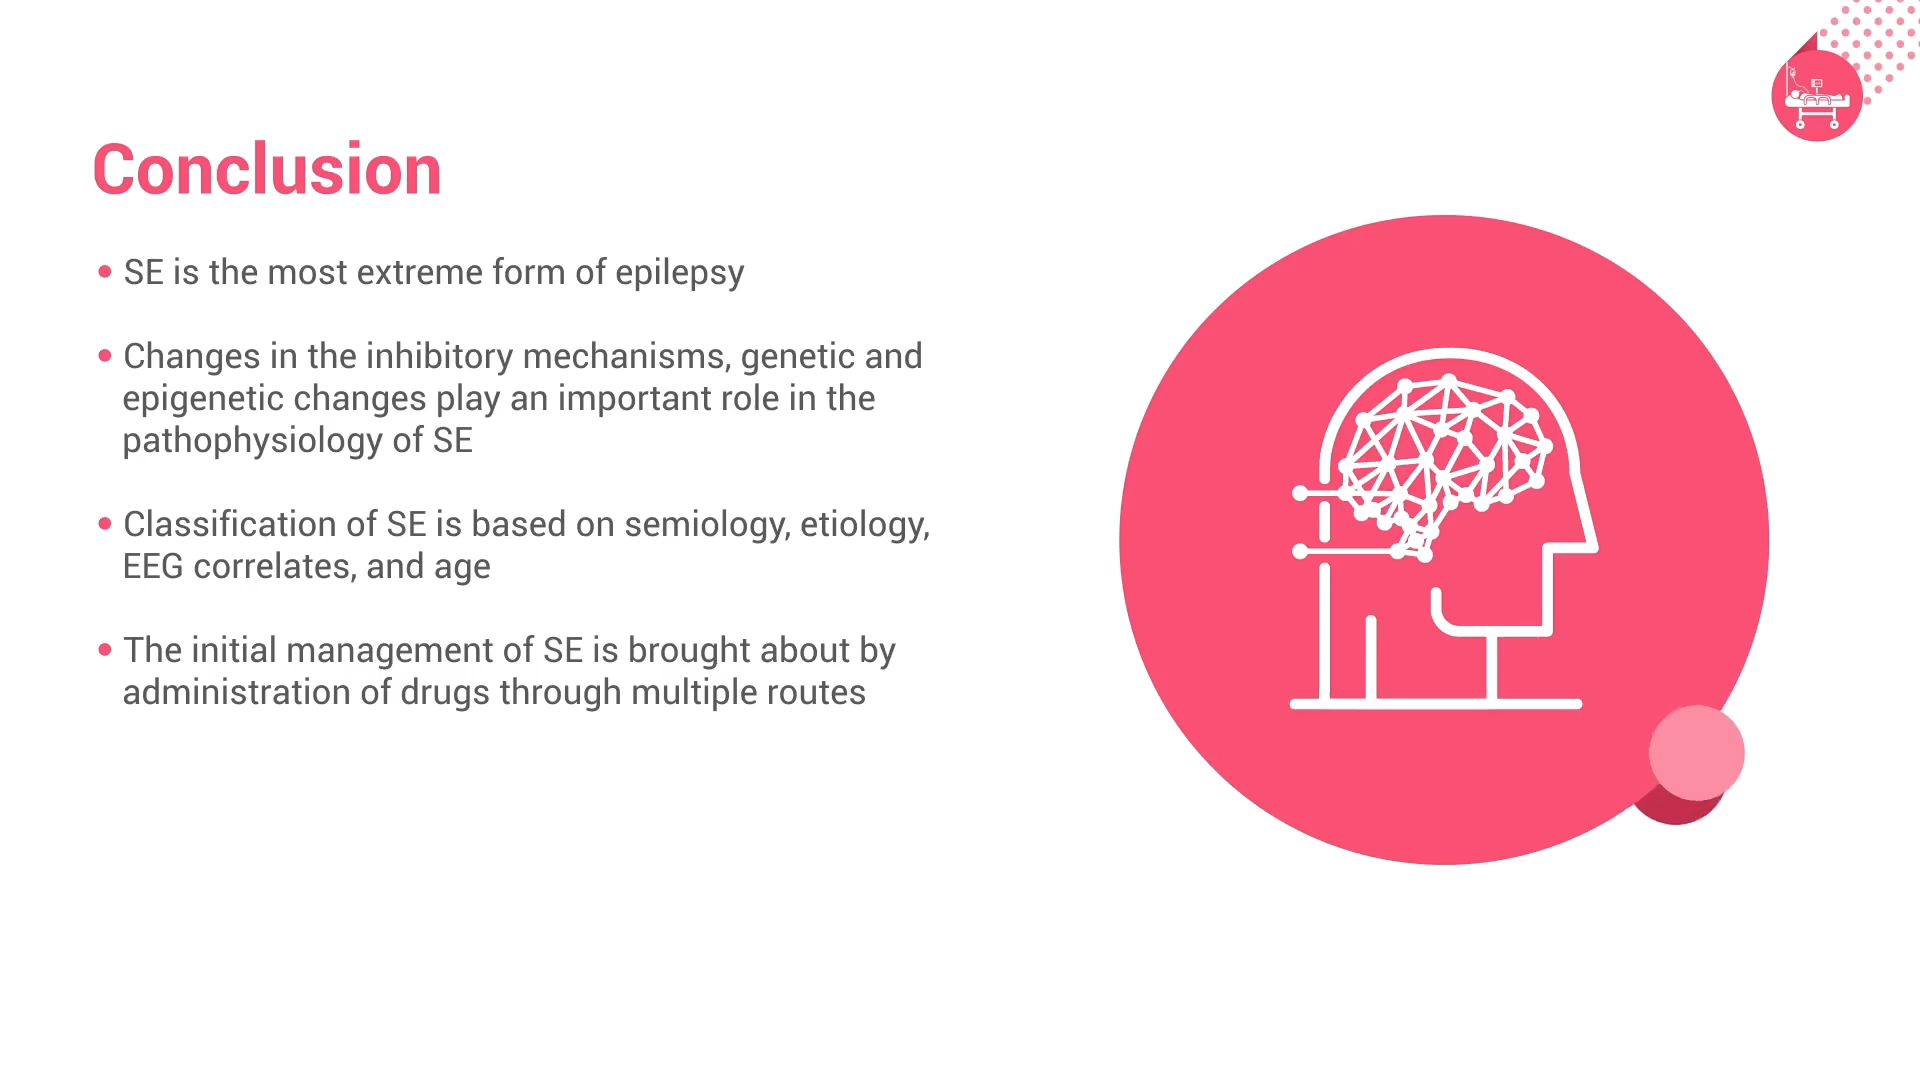 Conclusion
• SE is the most extreme form of epilepsy
• Changes in the inhibitory mechanisms, genetic and
epigenetic changes play an important role in the
pathophysiology of SE
• Classification of SE is based on semiology, etiology,
EEG correlates, and age
• The initial management of SE is brought about by
administration of drugs through multiple routes